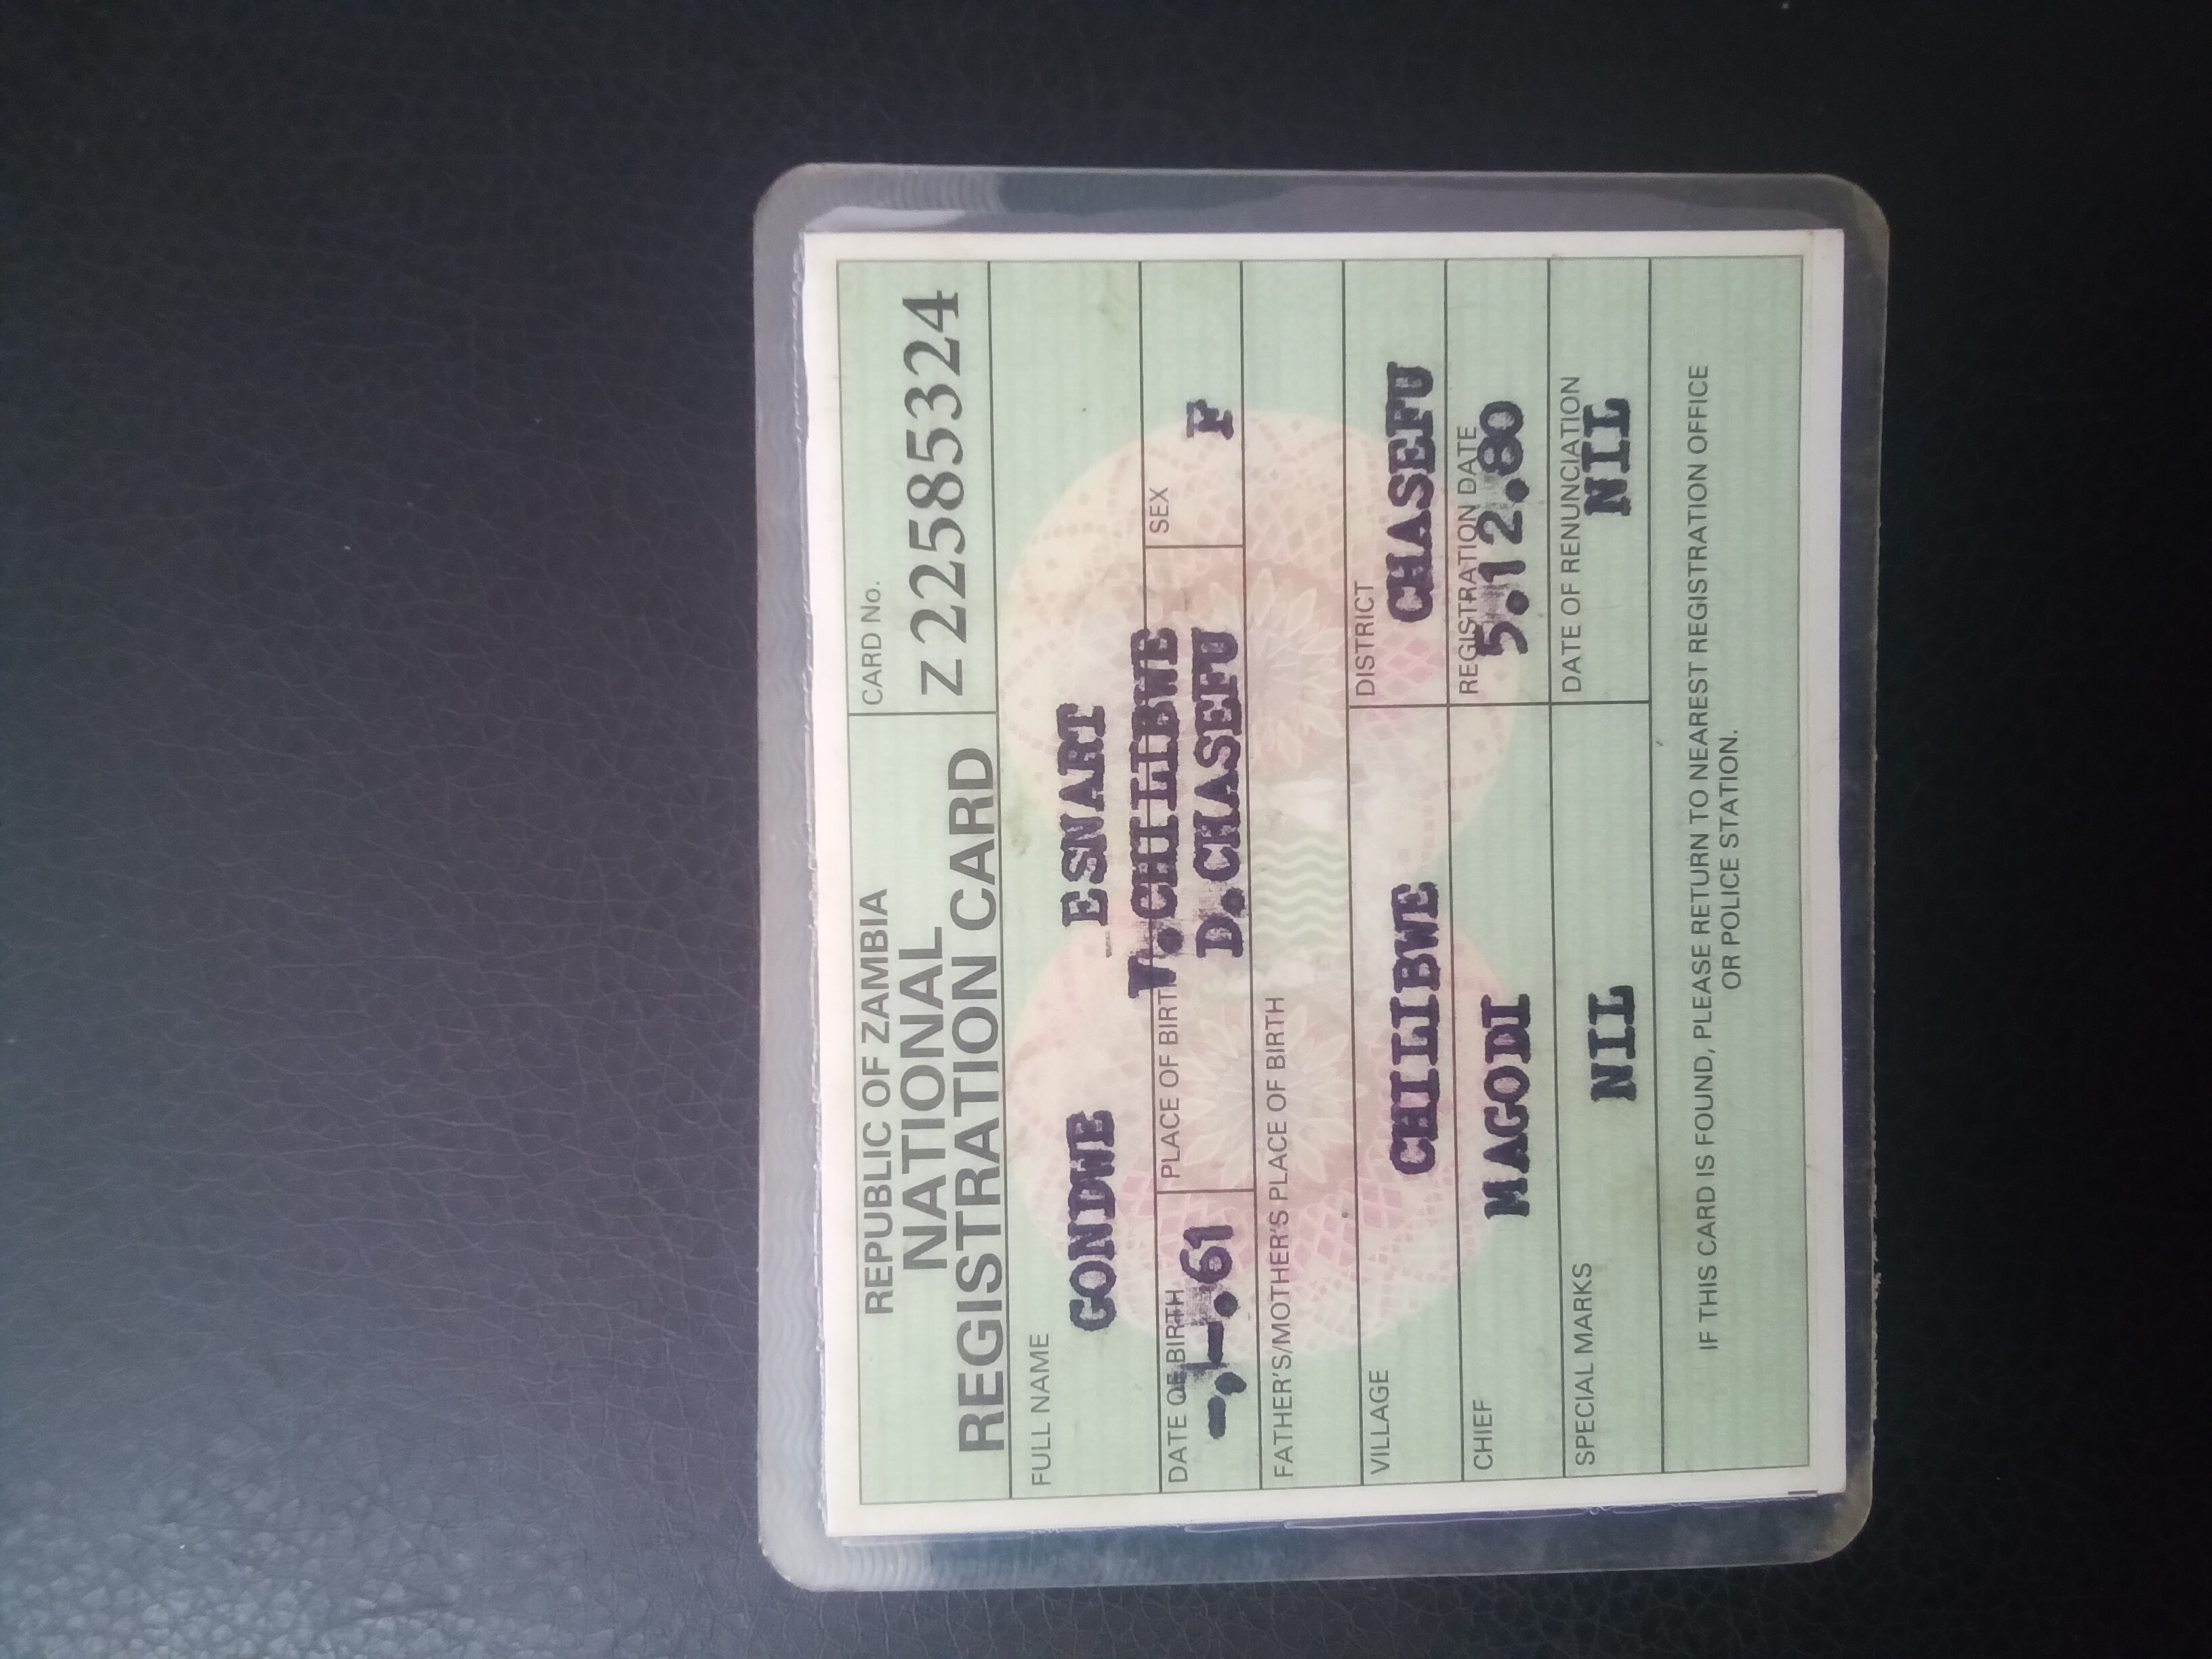 REPUBLIC OF ZAMBIA
NATIONAL
REGISTRATION CARD
CARD No.
Z 22585324
FULL NAME
GONDWE ESNART
DATE OF BIRTH
-,-.61
PLACE OF BIRTH
V.CHILIBWE
D.CHASEFU
SEX
F
FATHER'S/MOTHER'S PLACE OF BIRTH
VILLAGE
CHILIBWE
DISTRICT
CHASEFU
CHIEF
MAGODI
REGISTRATION DATE
5.12.80
SPECIAL MARKS
NIL
DATE OF RENUNCIATION
NIL
IF THIS CARD IS FOUND, PLEASE RETURN TO NEAREST REGISTRATION OFFICE
OR POLICE STATION.